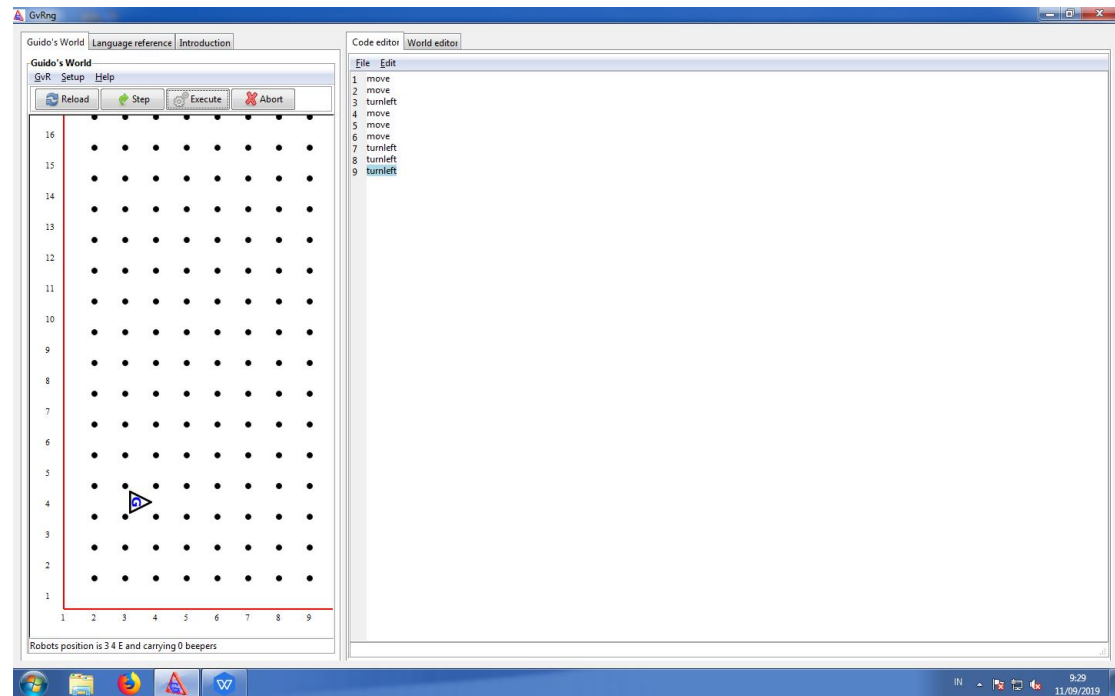 GvRng
Guido's World Language reference Introduction
Guido's World
GvR Setup Help
Reload Step Execute Abort
16
15
14
13
12
11
10
9
8
7
6
5
4
G
3
2
1
1 2 3 4 5 6 7 8 9
Robots position is 3 4 E and carrying 0 beepers
Code editor World editor
File Edit
1 move
2 move
3 turnleft
4 move
5 move
6 move
7 turnleft
8 turnleft
9 turnleft
W
IN
9:29
11/09/2019